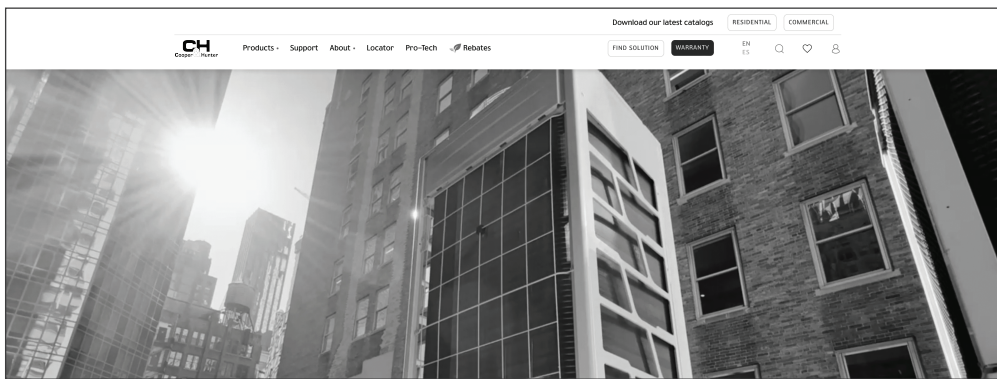 Download our latest catalogs RESIDENTIAL COMMERCIAL
CH
Cooper Hunter
Products Support About Locator Pro-Tech Rebates FIND SOLUTION WARRANTY EN
ES